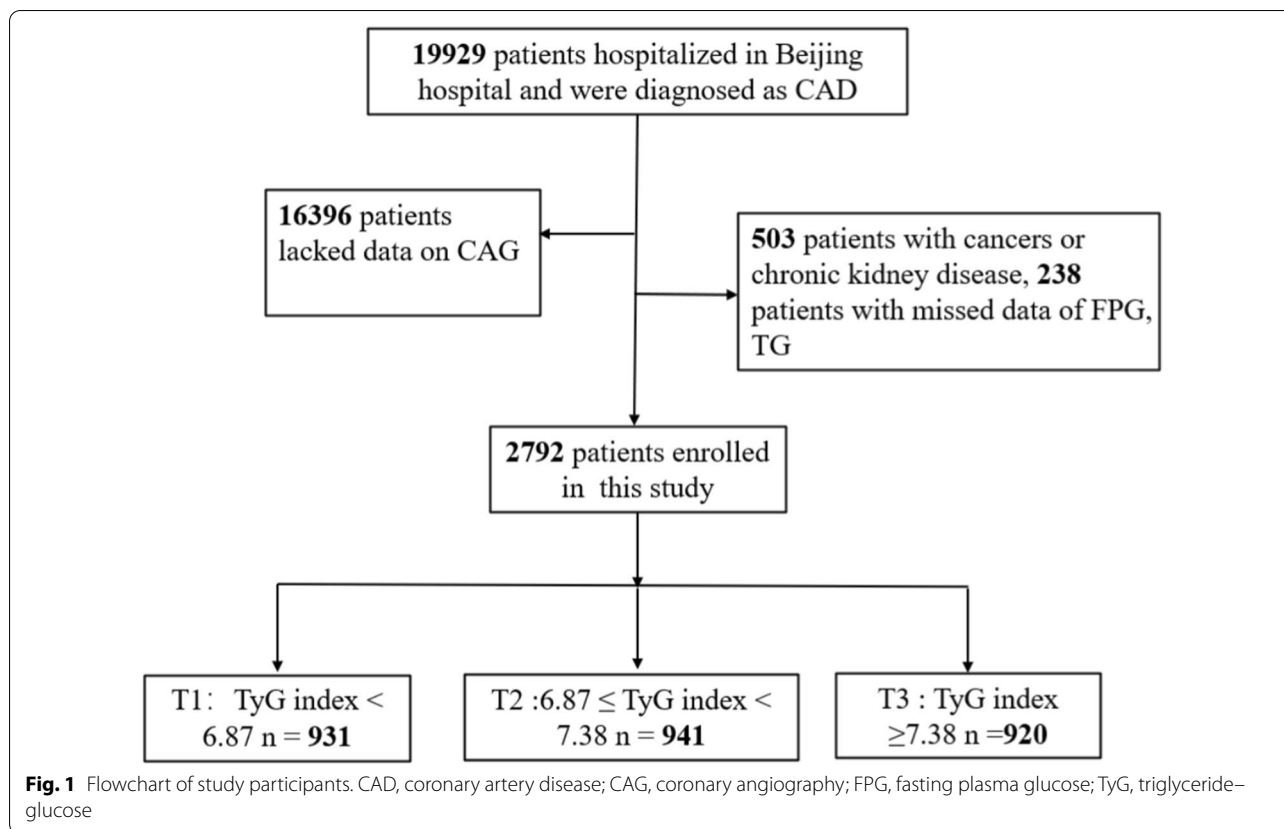 19929 patients hospitalized in Beijing
hospital and were diagnosed as CAD
16396 patients
lacked data on CAG
503 patients with cancers or
chronic kidney disease, 238
patients with missed data of FPG,
TG
2792 patients enrolled
in this study
T1： TyG index <
6.87 n = 931
T2 :6.87 ≤ TyG index <
7.38 n = 941
T3 : TyG index
≥7.38 n =920
Fig. 1 Flowchart of study participants. CAD, coronary artery disease; CAG, coronary angiography; FPG, fasting plasma glucose; TyG, triglyceride–
glucose